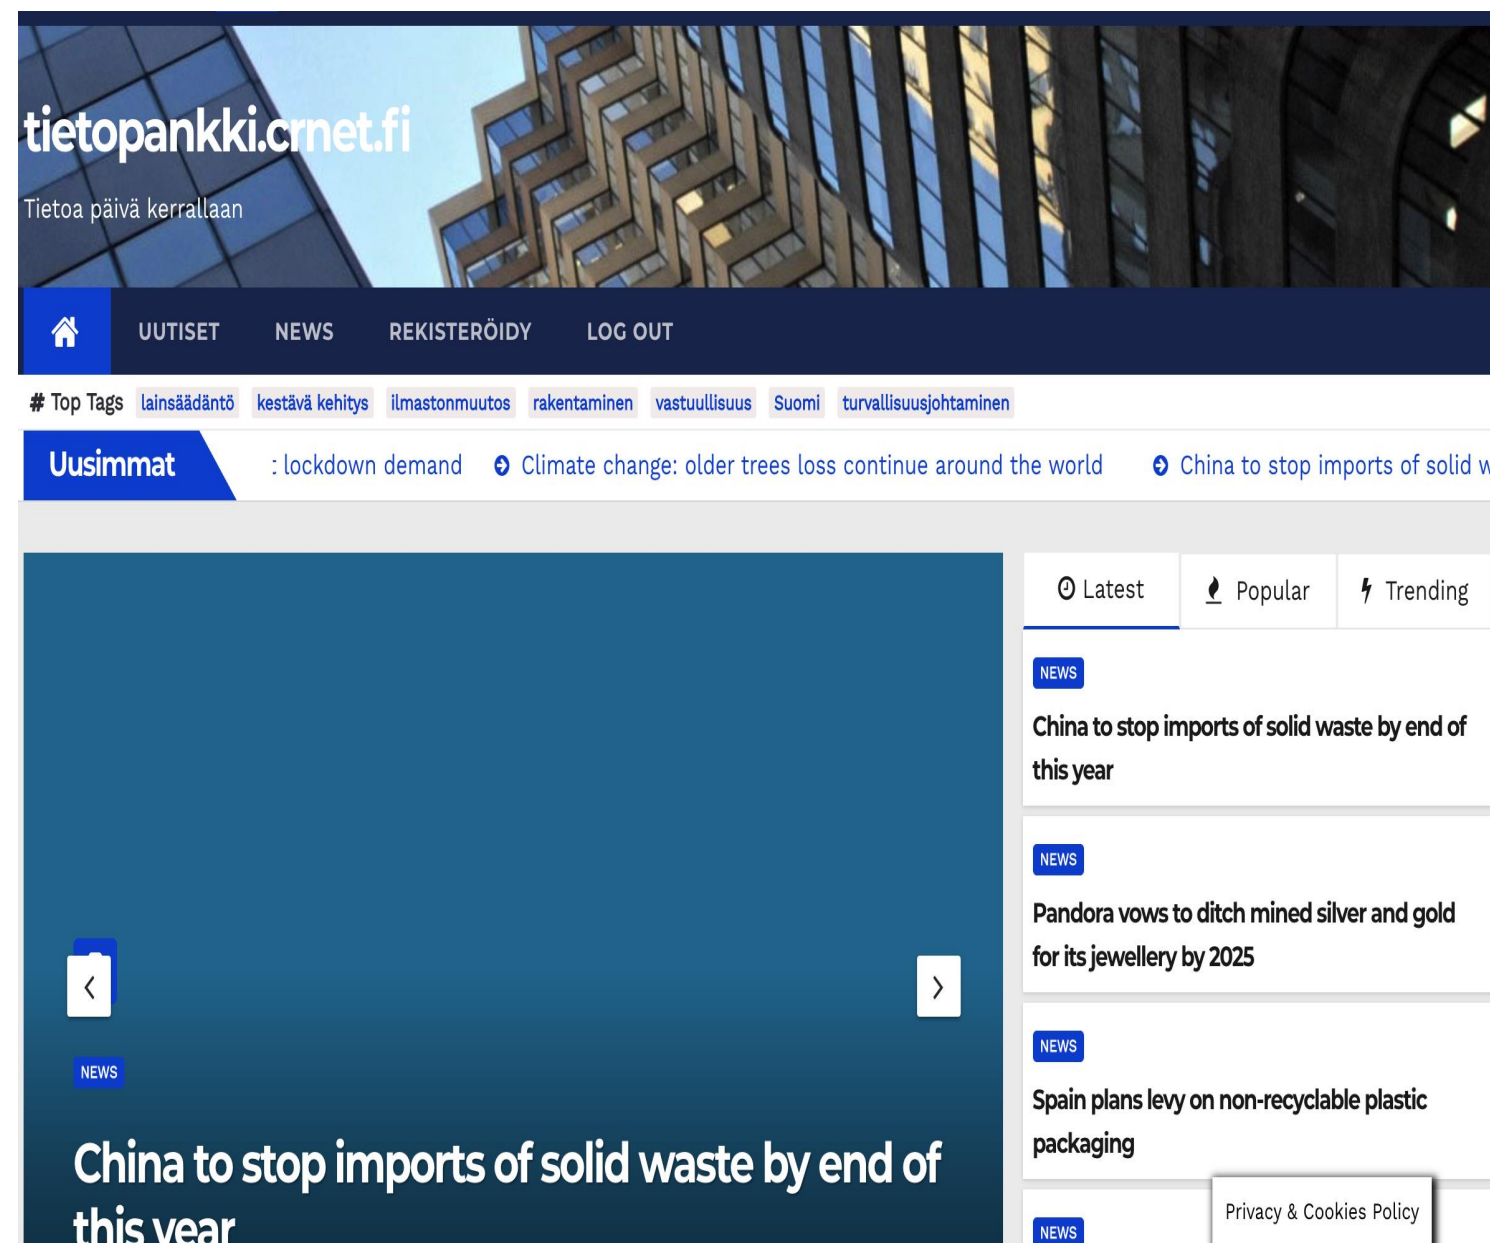 tietopankki.crnet.fi
Tietoa päivä kerrallaan
UUTISET NEWS REKISTERÖIDY LOG OUT
# Top Tags lainsäädäntö kestävä kehitys ilmastonmuutos rakentaminen vastuullisuus Suomi turvallisuusjohtaminen
Uusimmat lockdown demand Climate change: older trees loss continue around the world China to stop imports of solid
Latest Popular Trending
NEWS
China to stop imports of solid waste by end of
this year
NEWS
Pandora vows to ditch mined silver and gold
for its jewellery by 2025
NEWS
Spain plans levy on non-recyclable plastic
packaging
NEWS
NEWS
China to stop imports of solid waste by end of
this year
Privacy & Cookies Policy